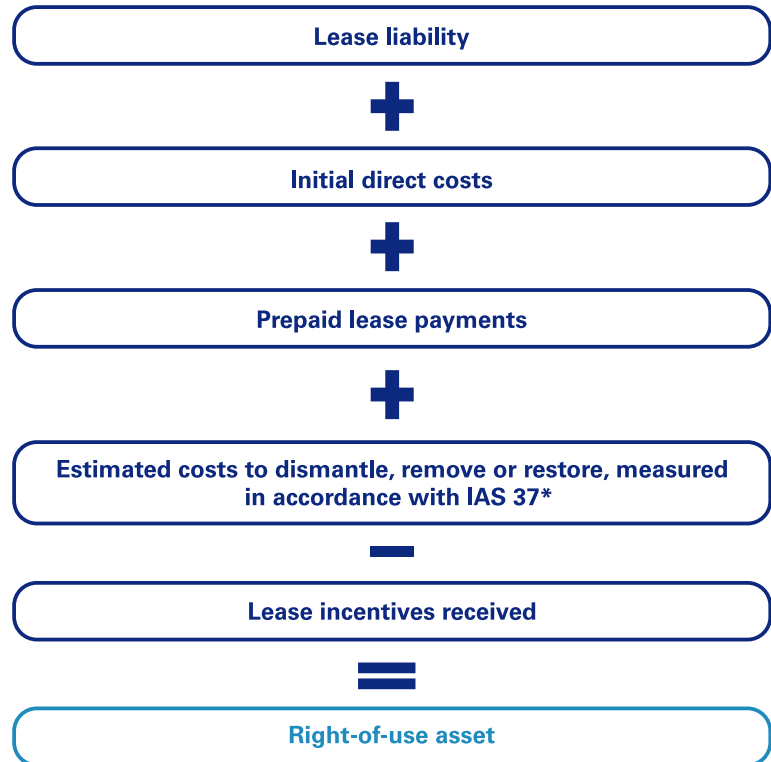 Lease liability
+
Initial direct costs
+
Prepaid lease payments
+
Estimated costs to dismantle, remove or restore, measured
in accordance with IAS 37*
−
Lease incentives received
=
Right-of-use asset